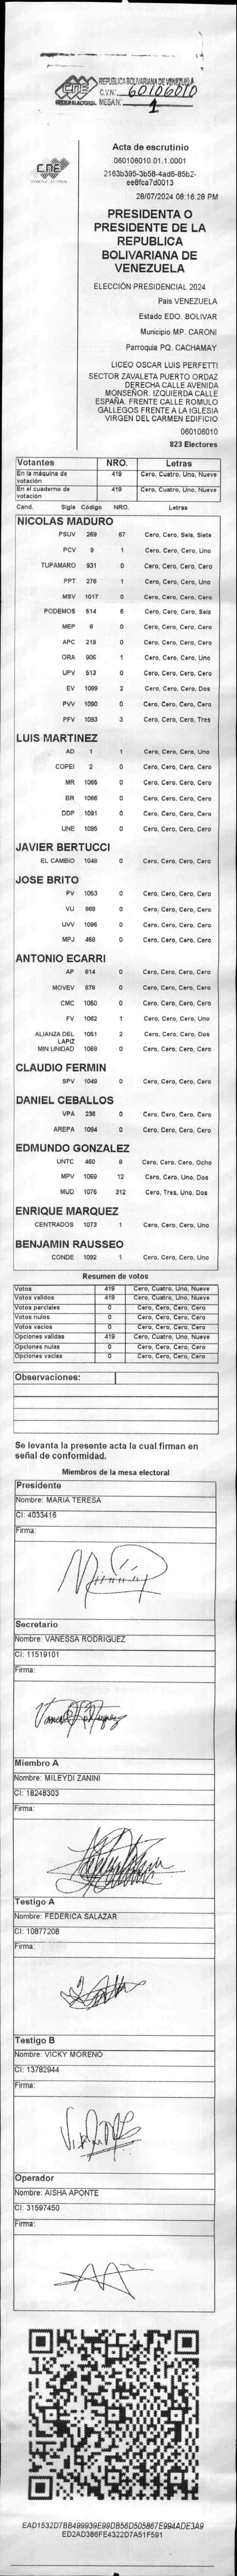 CNE
PODER ELECTORAL
REPÚBLICA BOLIVARIANA DE VENEZUELA
C.V.N°: 60106010
MESA N°: 1
CNE
Acta de escrutinio
060106010.01.1.0001
2163b395-3b58-4ad6-85b2-
ee8fca7d0013
28/07/2024 08:16:28 PM
PRESIDENTA O
PRESIDENTE DE LA
REPUBLICA
BOLIVARIANA DE
VENEZUELA
ELECCIÓN PRESIDENCIAL 2024
País VENEZUELA
Estado EDO. BOLIVAR
Municipio MP. CARONI
Parroquia PQ. CACHAMAY
LICEO OSCAR LUIS PERFETTI
SECTOR ZAVALETA PUERTO ORDAZ
DERECHA CALLE AVENIDA
MONSEÑOR. IZQUIERDA CALLE
ESPAÑA. FRENTE CALLE ROMULO
GALLEGOS FRENTE A LA IGLESIA
VIRGEN DEL CARMEN EDIFICIO
060106010
823 Electores
Votantes NRO. Letras
En la máquina de votación 419 Cero, Cuatro, Uno, Nueve
En el cuaderno de votación 419 Cero, Cuatro, Uno, Nueve
Cand. Sigla Código NRO. Letras
NICOLAS MADURO
PSUV 269 67 Cero, Cero, Seis, Siete
PCV 9 1 Cero, Cero, Cero, Uno
TUPAMARO 931 0 Cero, Cero, Cero, Cero
PPT 276 1 Cero, Cero, Cero, Uno
MSV 1017 0 Cero, Cero, Cero, Cero
PODEMOS 514 6 Cero, Cero, Cero, Seis
MEP 6 0 Cero, Cero, Cero, Cero
APC 219 0 Cero, Cero, Cero, Cero
ORA 906 1 Cero, Cero, Cero, Uno
UPV 513 0 Cero, Cero, Cero, Cero
EV 1089 2 Cero, Cero, Cero, Dos
PVV 1090 0 Cero, Cero, Cero, Cero
PFV 1093 3 Cero, Cero, Cero, Tres
LUIS MARTINEZ
AD 1 1 Cero, Cero, Cero, Uno
COPEI 2 0 Cero, Cero, Cero, Cero
MR 1065 0 Cero, Cero, Cero, Cero
BR 1066 0 Cero, Cero, Cero, Cero
DDP 1091 0 Cero, Cero, Cero, Cero
UNE 1095 0 Cero, Cero, Cero, Cero
JAVIER BERTUCCI
EL CAMBIO 1048 0 Cero, Cero, Cero, Cero
JOSE BRITO
PV 1053 0 Cero, Cero, Cero, Cero
VU 868 0 Cero, Cero, Cero, Cero
UVV 1096 0 Cero, Cero, Cero, Cero
MPJ 459 0 Cero, Cero, Cero, Cero
ANTONIO ECARRI
AP 814 0 Cero, Cero, Cero, Cero
MOVEV 878 0 Cero, Cero, Cero, Cero
CMC 1050 0 Cero, Cero, Cero, Cero
FV 1062 1 Cero, Cero, Cero, Uno
ALIANZA DEL LAPIZ 1051 2 Cero, Cero, Cero, Dos
MIN UNIDAD 1068 0 Cero, Cero, Cero, Cero
CLAUDIO FERMIN
SPV 1049 0 Cero, Cero, Cero, Cero
DANIEL CEBALLOS
VPA 236 0 Cero, Cero, Cero, Cero
AREPA 1094 0 Cero, Cero, Cero, Cero
EDMUNDO GONZALEZ
UNTC 460 8 Cero, Cero, Cero, Ocho
MPV 1069 12 Cero, Cero, Uno, Dos
MUD 1075 312 Cero, Tres, Uno, Dos
ENRIQUE MARQUEZ
CENTRADOS 1073 1 Cero, Cero, Cero, Uno
BENJAMIN RAUSSEO
CONDE 1092 1 Cero, Cero, Cero, Uno
Resumen de votos
Votos 419 Cero, Cuatro, Uno, Nueve
Votos validos 419 Cero, Cuatro, Uno, Nueve
Votos parciales 0 Cero, Cero, Cero, Cero
Votos nulos 0 Cero, Cero, Cero, Cero
Votos vacios 0 Cero, Cero, Cero, Cero
Opciones validas 419 Cero, Cuatro, Uno, Nueve
Opciones nulas 0 Cero, Cero, Cero, Cero
Opciones vacias 0 Cero, Cero, Cero, Cero
Observaciones:
Se levanta la presente acta la cual firman en
señal de conformidad.
Miembros de la mesa electoral
Presidente
Nombre: MARIA TERESA
CI: 4033416
Firma:
Secretario
Nombre: VANESSA RODRIGUEZ
CI: 11519101
Firma:
Miembro A
Nombre: MILEYDI ZANINI
CI: 18248303
Firma:
Testigo A
Nombre: FEDERICA SALAZAR
CI: 10877208
Firma:
Testigo B
Nombre: VICKY MORENO
CI: 13782944
Firma:
Operador
Nombre: AISHA APONTE
CI: 31597450
Firma:
EAD1532D7BB499939E99DB56D505867E994ADE3A9
ED2AD386FE4322D7A51F591